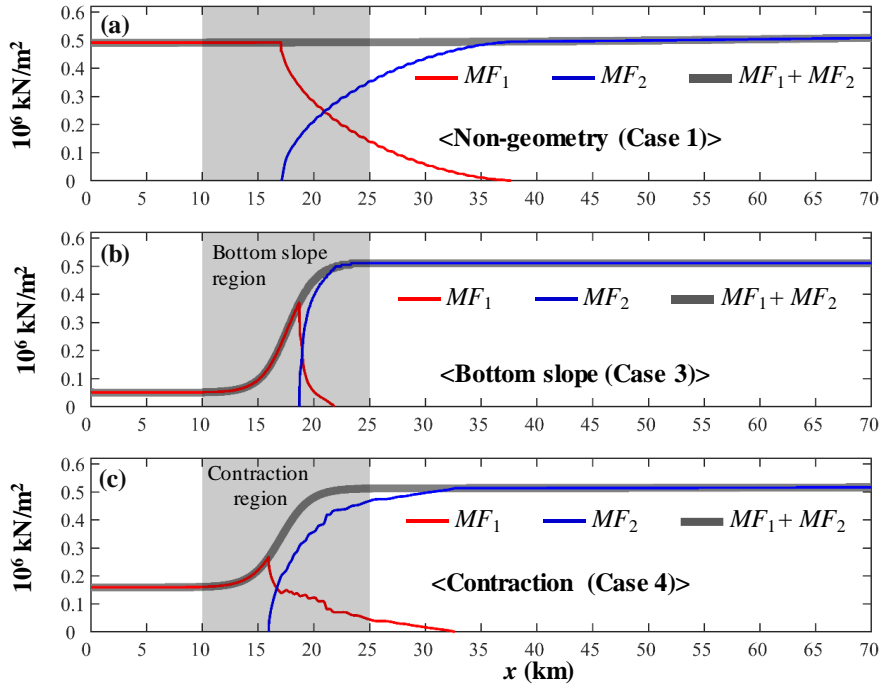 (a)
10⁶ kN/m²
0.6
0.5
0.4
0.3
0.2
0.1
0
MF₁ MF₂ MF₁ + MF₂
<Non-geometry (Case 1)>
0 5 10 15 20 25 30 35 40 45 50 55 60 65 70
(b)
Bottom slope
region
10⁶ kN/m²
0.6
0.5
0.4
0.3
0.2
0.1
0
MF₁ MF₂ MF₁ + MF₂
<Bottom slope (Case 3)>
0 5 10 15 20 25 30 35 40 45 50 55 60 65 70
(c)
Contraction
region
10⁶ kN/m²
0.6
0.5
0.4
0.3
0.2
0.1
0
MF₁ MF₂ MF₁ + MF₂
<Contraction (Case 4)>
0 5 10 15 20 25 30 35 40 45 50 55 60 65 70
x (km)